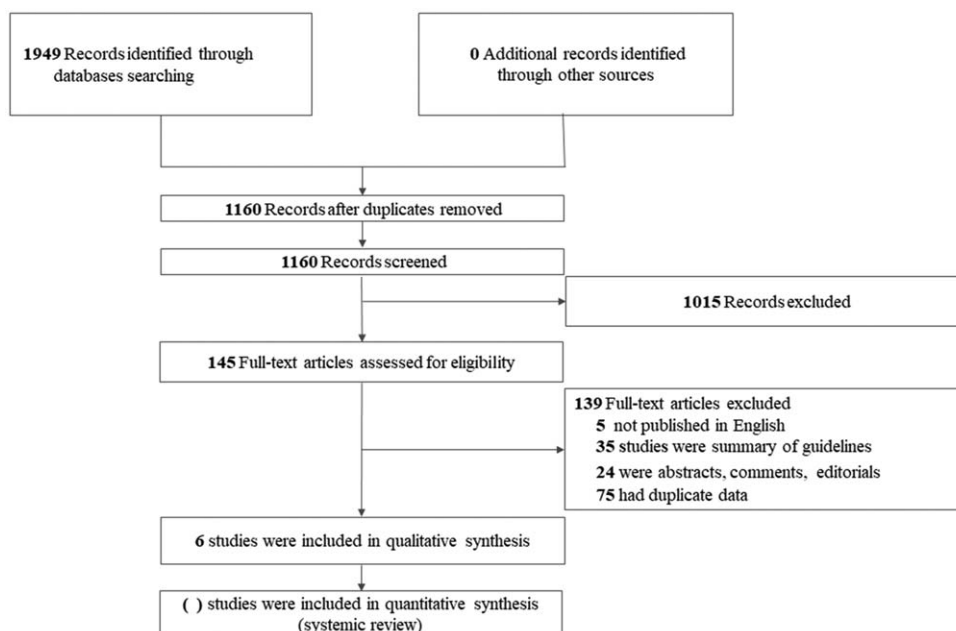 1949 Records identified through
databases searching
0 Additional records identified
through other sources
1160 Records after duplicates removed
1160 Records screened
1015 Records excluded
145 Full-text articles assessed for eligibility
139 Full-text articles excluded
5 not published in English
35 studies were summary of guidelines
24 were abstracts, comments, editorials
75 had duplicate data
6 studies were included in qualitative synthesis
( ) studies were included in quantitative synthesis
(systemic review)